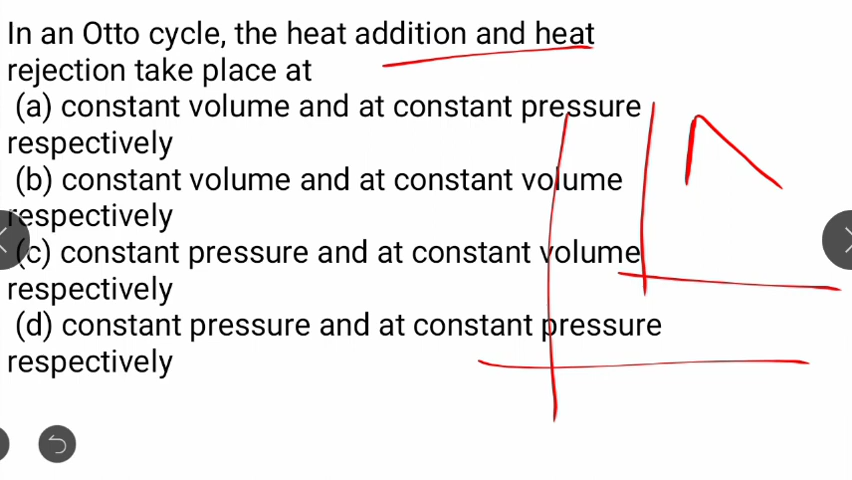 In an Otto cycle, the heat addition and heat
rejection take place at
(a) constant volume and at constant pressure
respectively
(b) constant volume and at constant volume
respectively
(c) constant pressure and at constant volume
respectively
(d) constant pressure and at constant pressure
respectively